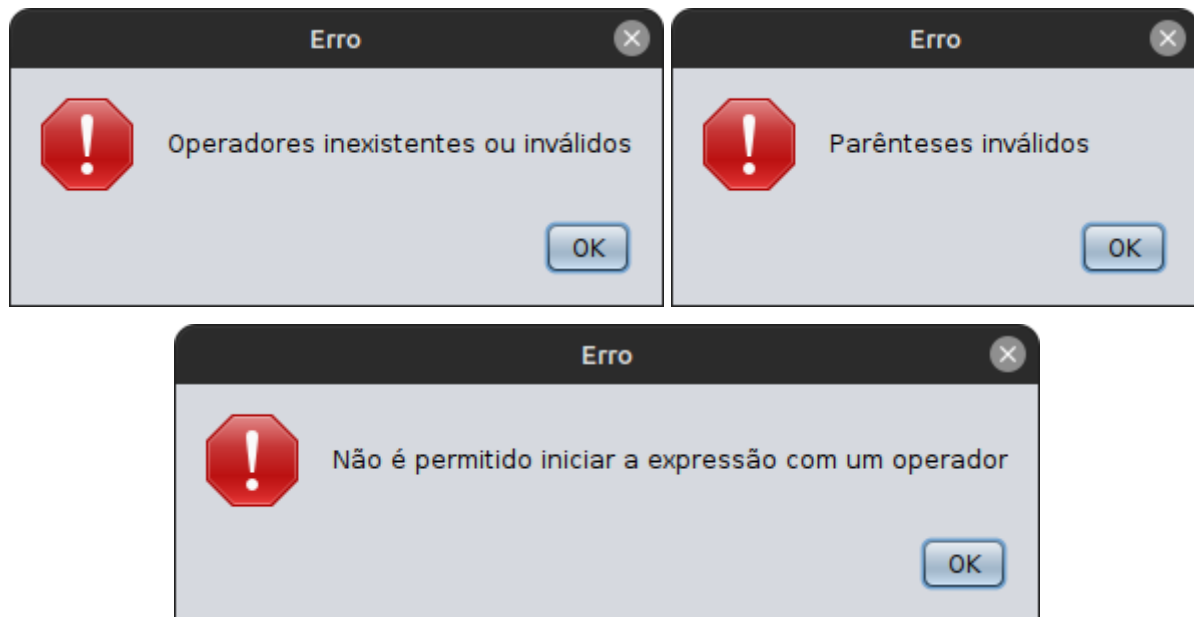 Erro
Operadores inexistentes ou inválidos
OK
Erro
Parênteses inválidos
OK
Erro
Não é permitido iniciar a expressão com um operador
OK